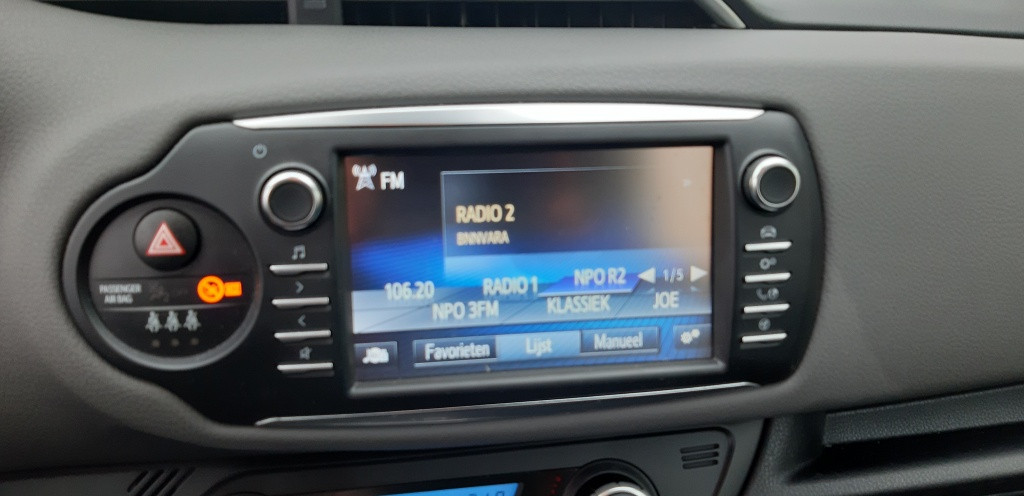 FM
RADIO 2
BNNVARA
106.20 RADIO 1 NPO R2 1/5
NPO 3FM KLASSIEK JOE
Favorieten Lijst Manueel
PASSENGER
AIR BAG